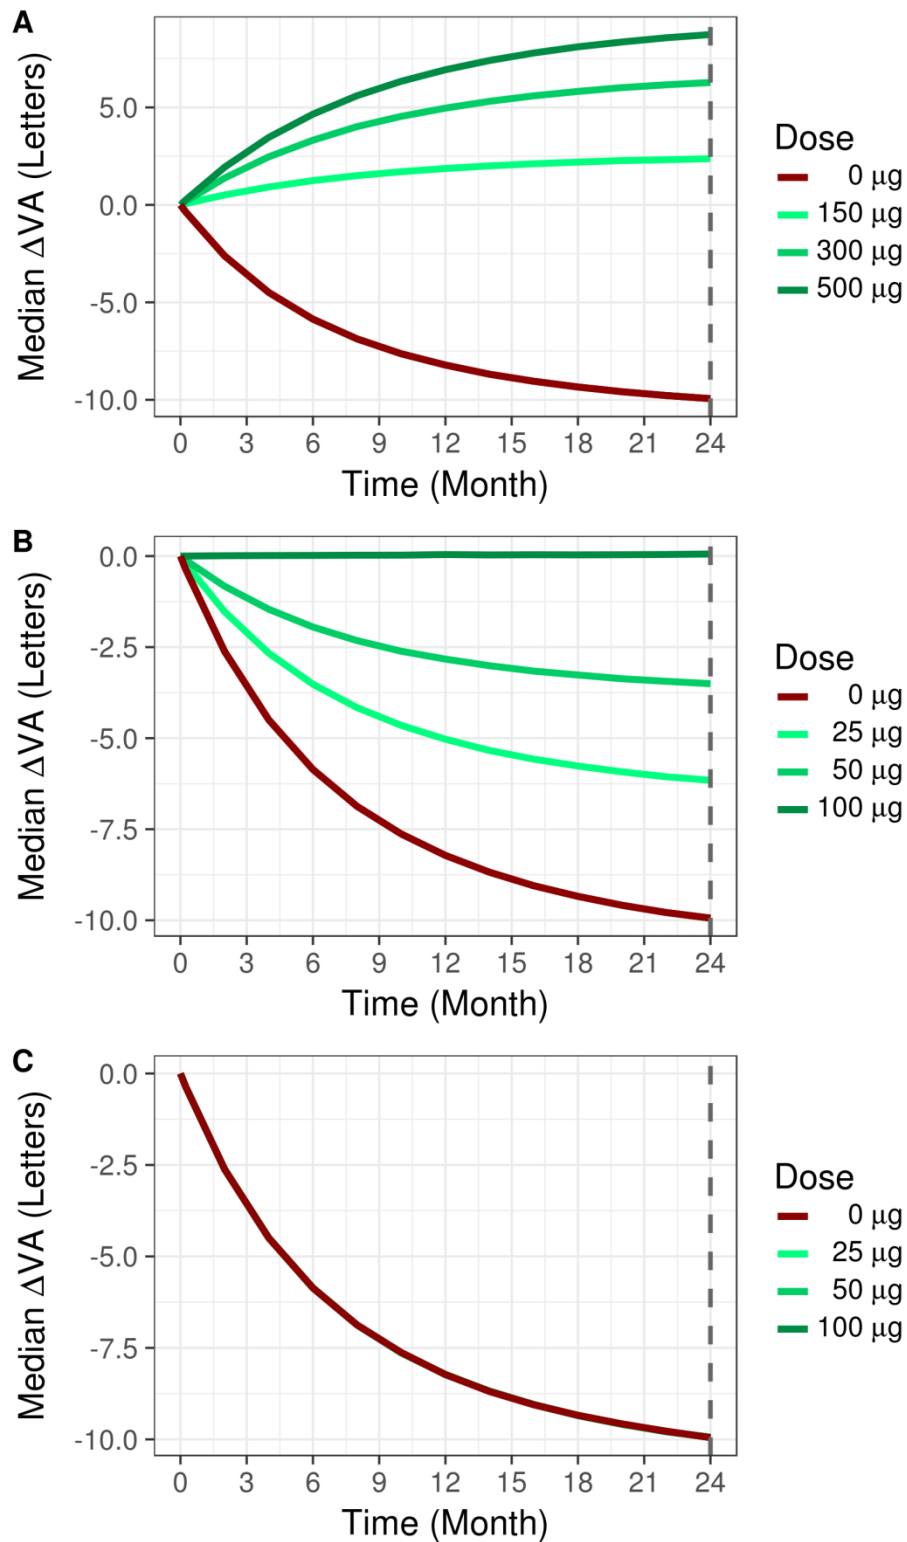 A
Median ΔVA (Letters)
5.0
0.0
-5.0
-10.0
0 3 6 9 12 15 18 21 24
Time (Month)
Dose
0 μg
150 μg
300 μg
500 μg
B
Median ΔVA (Letters)
0.0
-2.5
-5.0
-7.5
-10.0
0 3 6 9 12 15 18 21 24
Time (Month)
Dose
0 μg
25 μg
50 μg
100 μg
C
Median ΔVA (Letters)
0.0
-2.5
-5.0
-7.5
-10.0
0 3 6 9 12 15 18 21 24
Time (Month)
Dose
0 μg
25 μg
50 μg
100 μg